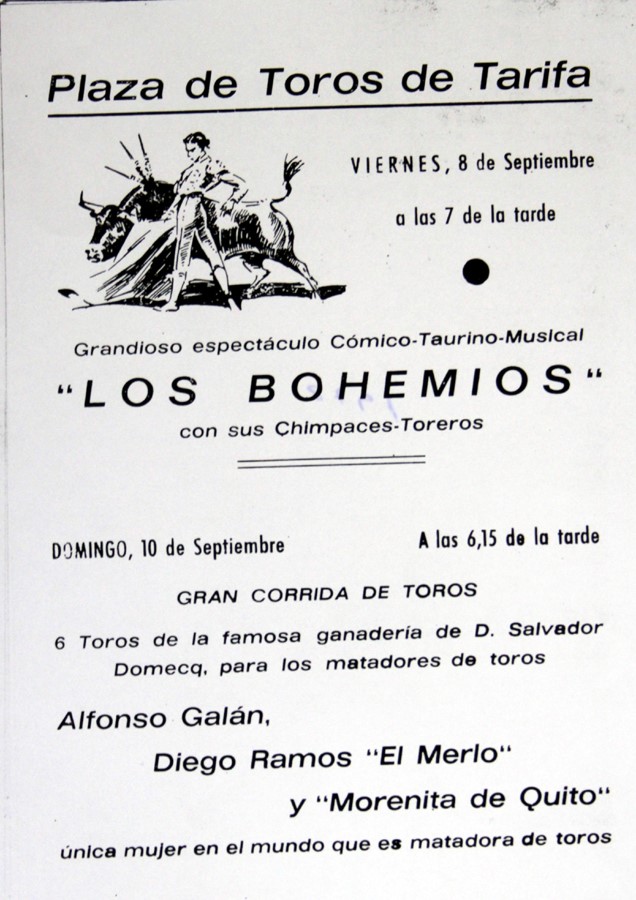 Plaza de Toros de Tarifa
VIERNES, 8 de Septiembre
a las 7 de la tarde
Grandioso espectáculo Cómico-Taurino-Musical
"LOS BOHEMIOS"
con sus Chimpaces-Toreros
DOMINGO, 10 de Septiembre
A las 6,15 de la tarde
GRAN CORRIDA DE TOROS
6 Toros de la famosa ganadería de D. Salvador
Domecq, para los matadores de toros
Alfonso Galán,
Diego Ramos "El Merlo"
y "Morenita de Quito"
única mujer en el mundo que es matadora de toros